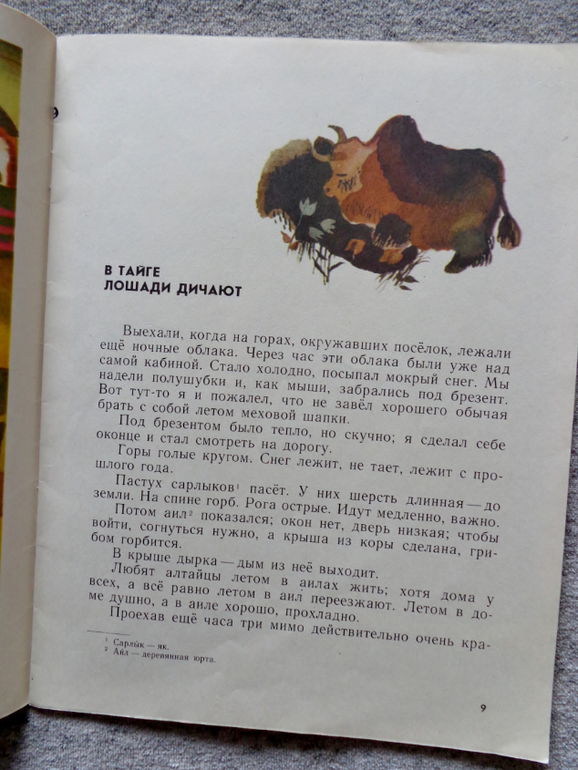 В ТАЙГЕ
ЛОШАДИ ДИЧАЮТ
Выехали, когда на горах, окружавших посёлок, лежали
ещё ночные облака. Через час эти облака были уже над
самой кабиной. Стало холодно, посыпал мокрый снег. Мы
надели полушубки и, как мыши, забрались под брезент.
Вот тут-то я и пожалел, что не завёл хорошего обычая
брать с собой летом меховой шапки.
Под брезентом было тепло, но скучно; я сделал себе
оконце и стал смотреть на дорогу.
Горы голые кругом. Снег лежит, не тает, лежит с про-
шлого года.
Пастух сарлыков¹ пасёт. У них шерсть длинная — до
земли. На спине горб. Рога острые. Идут медленно, важно.
Потом аил² показался; окон нет, дверь низкая; чтобы
войти, согнуться нужно, а крыша из коры сделана, гри-
бом горбится.
В крыше дырка — дым из неё выходит.
Любят алтайцы летом в аилах жить; хотя дома у
всех, а всё равно летом в аил переезжают. Летом в до-
ме душно, а в аиле хорошо, прохладно.
Проехав ещё часа три мимо действительно очень кра-
¹ Сарлы́к — як.
² Аи́л — деревянная юрта.
9